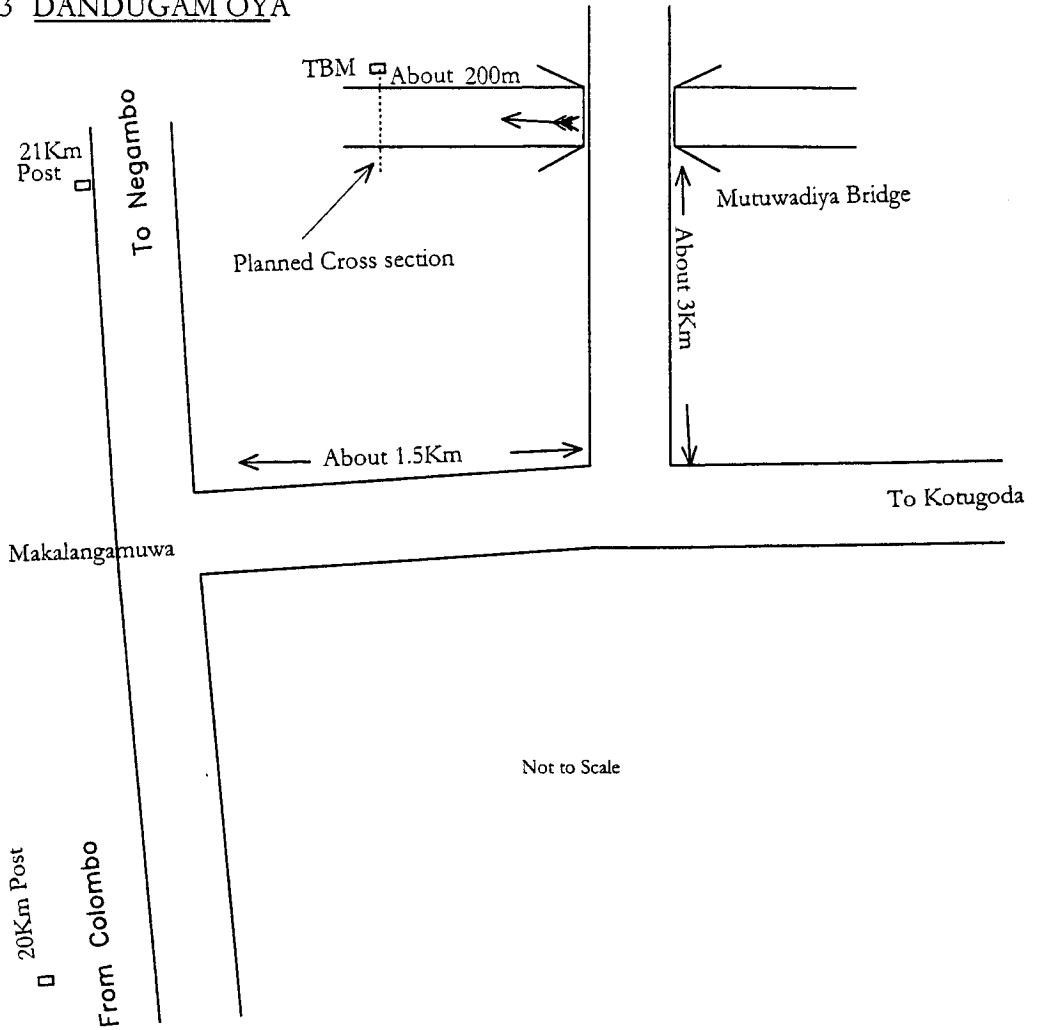 3 DANDUGAM OYA
TBM
About 200m
21Km
Post
To Negambo
Mutuwadiya Bridge
Planned Cross section
About 3Km
About 1.5Km
To Kotugoda
Makalangamuwa
Not to Scale
20Km Post
From Colombo